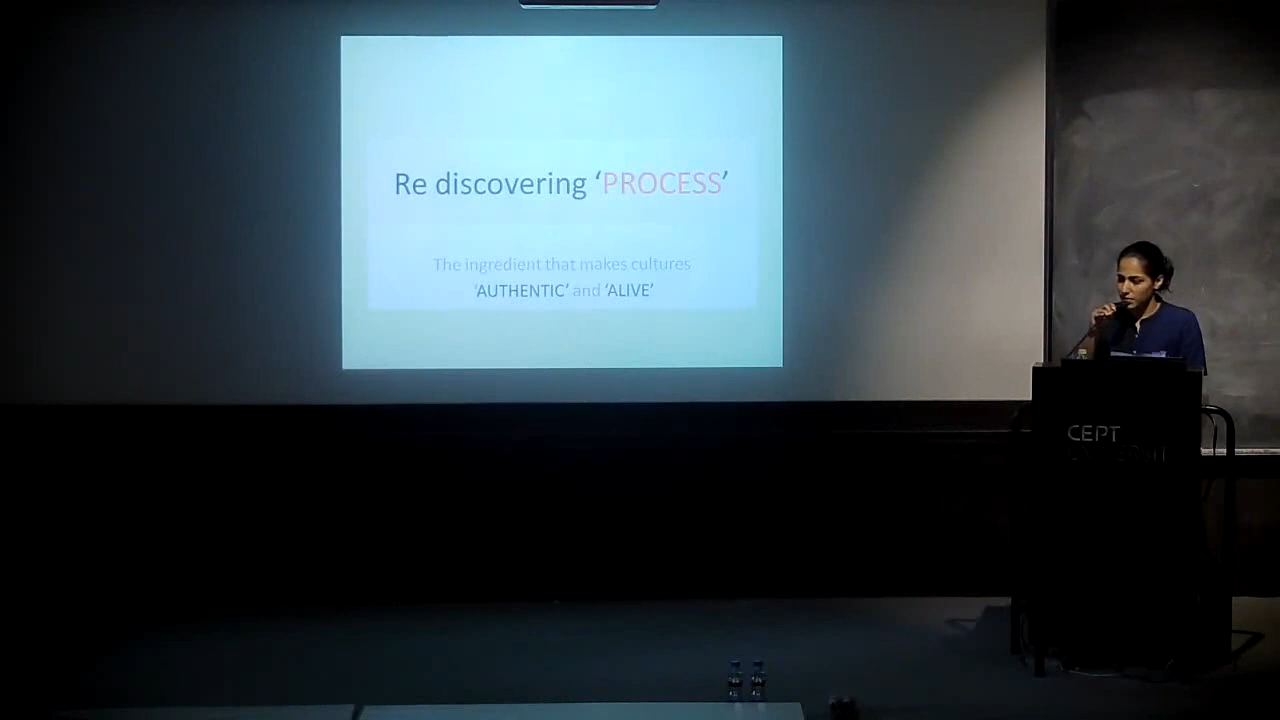 Re discovering ‘PROCESS’
The ingredient that makes cultures
‘AUTHENTIC’ and ‘ALIVE’
CEPT